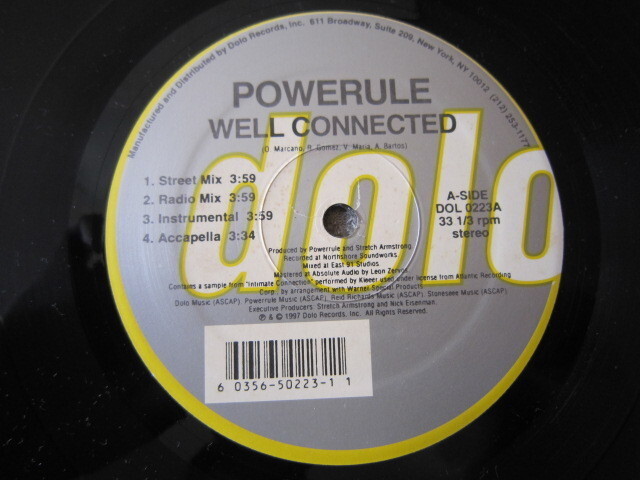 Manufactured and Distributed by Dolo Records, Inc. 611 Broadway, Suite 209, New York, NY 10012 (212) 253-1177
POWERULE
WELL CONNECTED
(O. Marcano, R. Gomez, V. Maria, A. Bartos)
dolo
1. Street Mix 3:59
2. Radio Mix 3:59
3. Instrumental 3:59
4. Accapella 3:34
A-SIDE
DOL 0223A
33 1/3 rpm
stereo
Produced by Powerrule and Stretch Armstrong
Recorded at Northshore Soundworks
Mixed at East 91 Studios
Mastered at Absolute Audio by Leon Zervos
Contains a sample from "Intimate Connection" performed by Kleeer used under license from Atlantic Recording
Corp., by arrangement with Warner Special Products
Dolo Music (ASCAP), Powerrule Music (ASCAP), Reid Richards Music (ASCAP), Slanessee Music (ASCAP)
Executive Producers: Stretch Armstrong and Nick Eisenman.
℗ & © 1997 Dolo Records, Inc. All Rights Reserved.
6 0356-50223-1 1